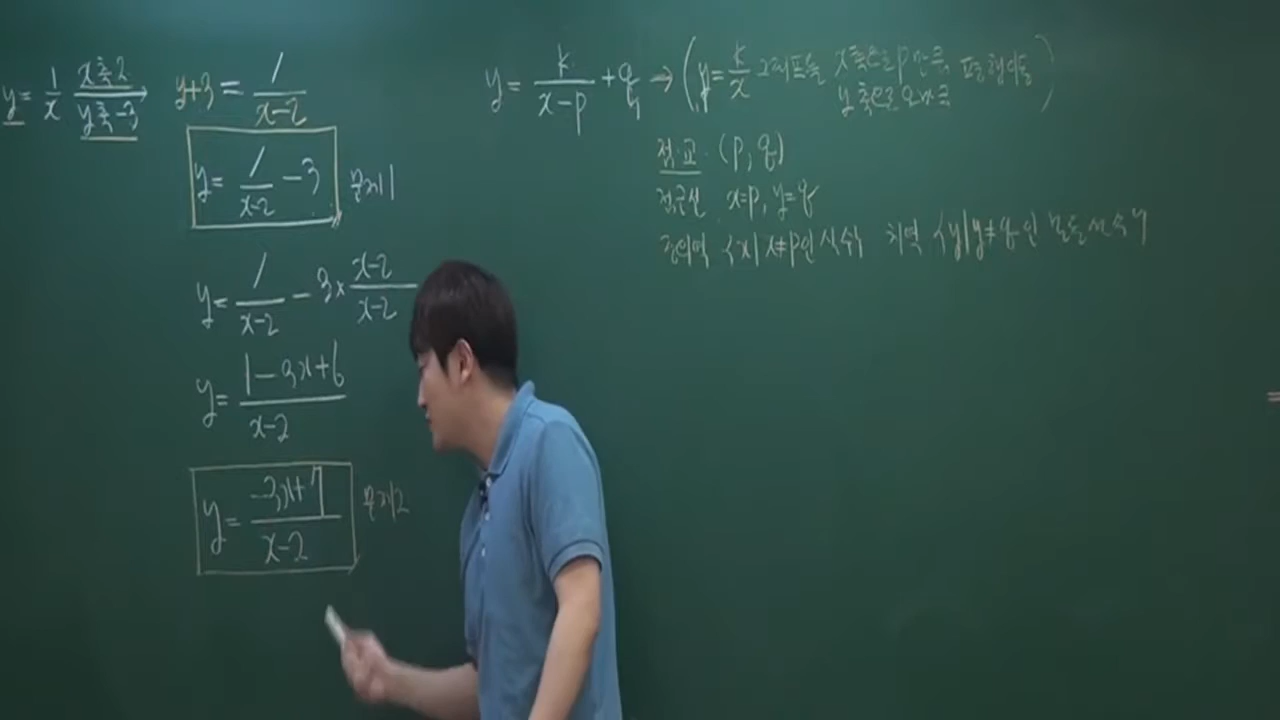 y = 1/x x축 2 / y축 -3 → y+3 = 1/(x-2)
y = 1/(x-2) - 3 문제1
y = 1/(x-2) - 3 × (x-2)/(x-2)
y = (1-3x+6)/(x-2)
y = (-3x+7)/(x-2) 문제2
y = k/(x-p) + q → (y = k/x 그래프를 x축으로 p만큼 평행이동
y축으로 q만큼)
점·교 (p, q)
점근선 x=p, y=q
정의역 {x| x≠p인 실수} 치역 {y| y≠q인 모든 실수}